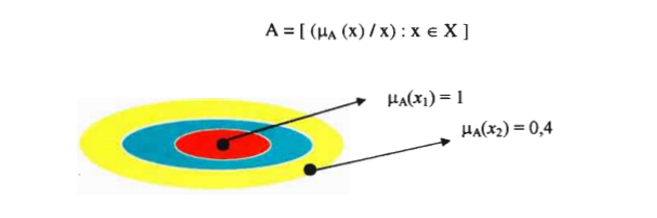 A = [ (μA (x) / x) : x ∈ X ]
μA(x1) = 1
μA(x2) = 0,4